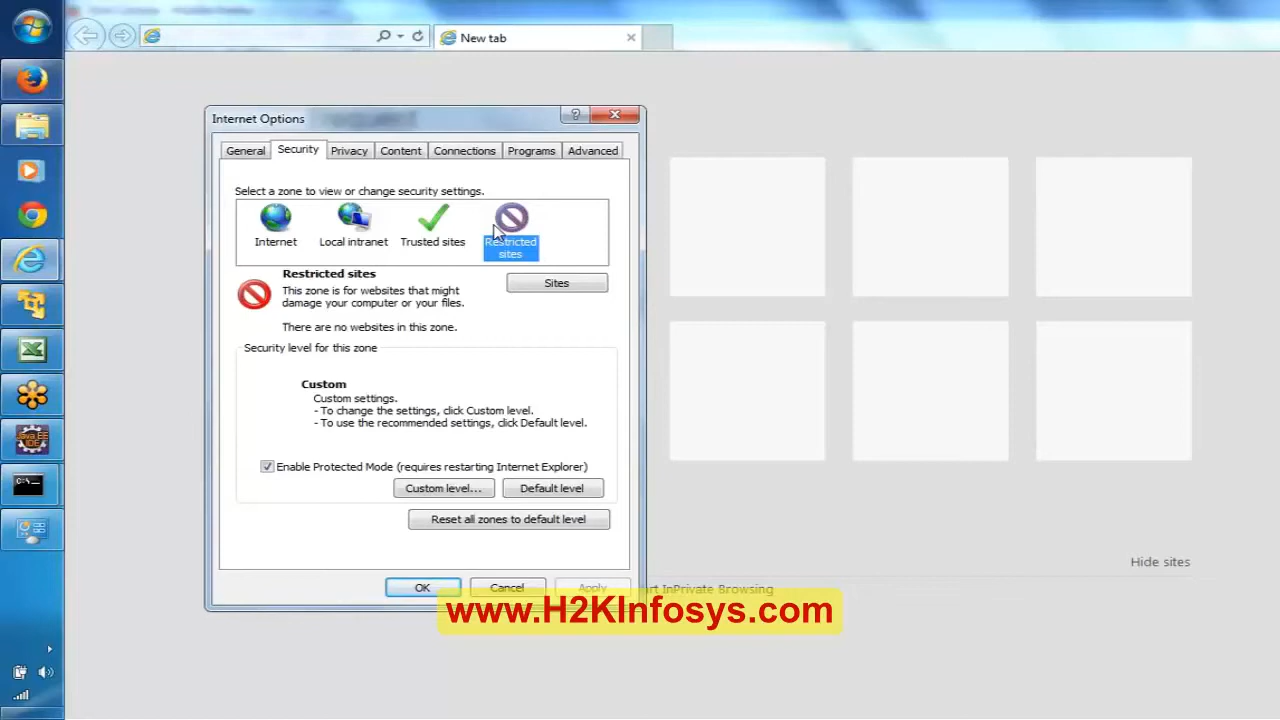 New tab
Internet Options
General
Security
Privacy
Content
Connections
Programs
Advanced
Select a zone to view or change security settings.
Internet
Local intranet
Trusted sites
Restricted
sites
Restricted sites
This zone is for websites that might
damage your computer or your files.
Sites
There are no websites in this zone.
Security level for this zone
Custom
Custom settings.
- To change the settings, click Custom level.
- To use the recommended settings, click Default level.
Enable Protected Mode (requires restarting Internet Explorer)
Custom level...
Default level
Reset all zones to default level
Hide sites
OK
Cancel
Apply
InPrivate Browsing
www.H2KInfosys.com
Java EE
IDE
C:\